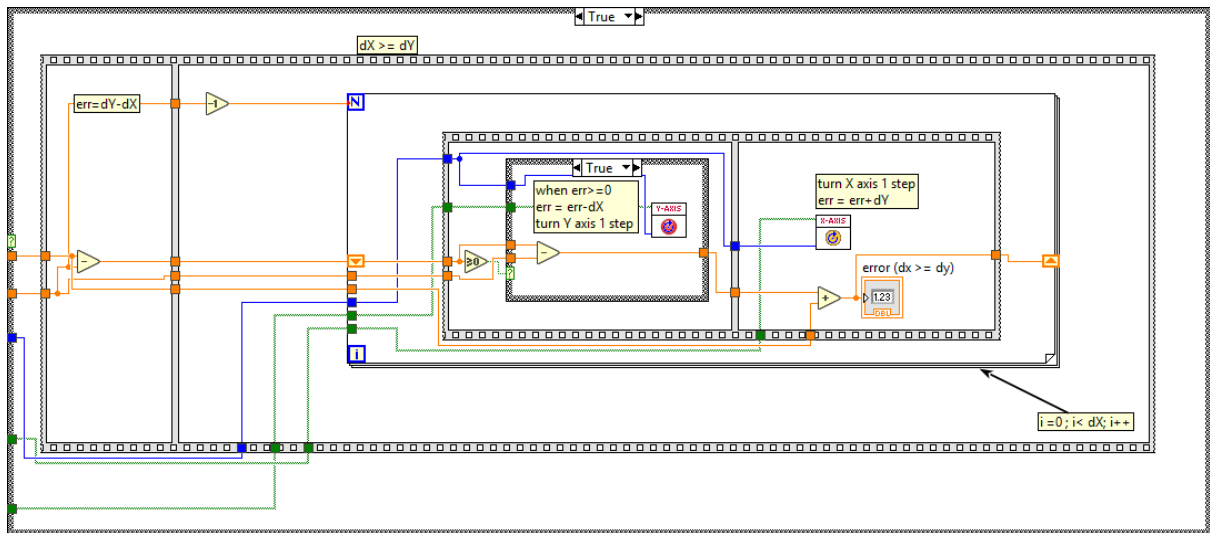 True
dX >= dY
err=dY-dX
-1
N
True
when err>=0
err = err-dX
turn Y axis 1 step
Y-AXIS
turn X axis 1 step
err = err+dY
X-AXIS
?
-
≥0
-
?
error (dx >= dy)
+
1.23
DBL
i
i =0 ; i< dX; i++